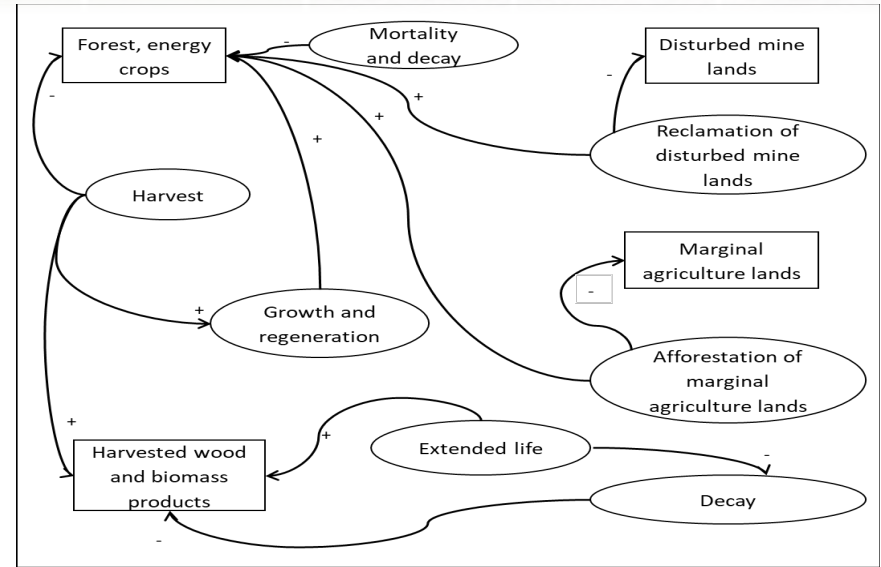 Forest, energy
crops
-
Mortality
and decay
Disturbed mine
lands
-
-
+
+
+
Reclamation of
disturbed mine
lands
Harvest
Marginal
agriculture lands
-
+
Growth and
regeneration
Afforestation of
marginal
agriculture lands
+
+
Harvested wood
and biomass
products
Extended life
-
Decay
-